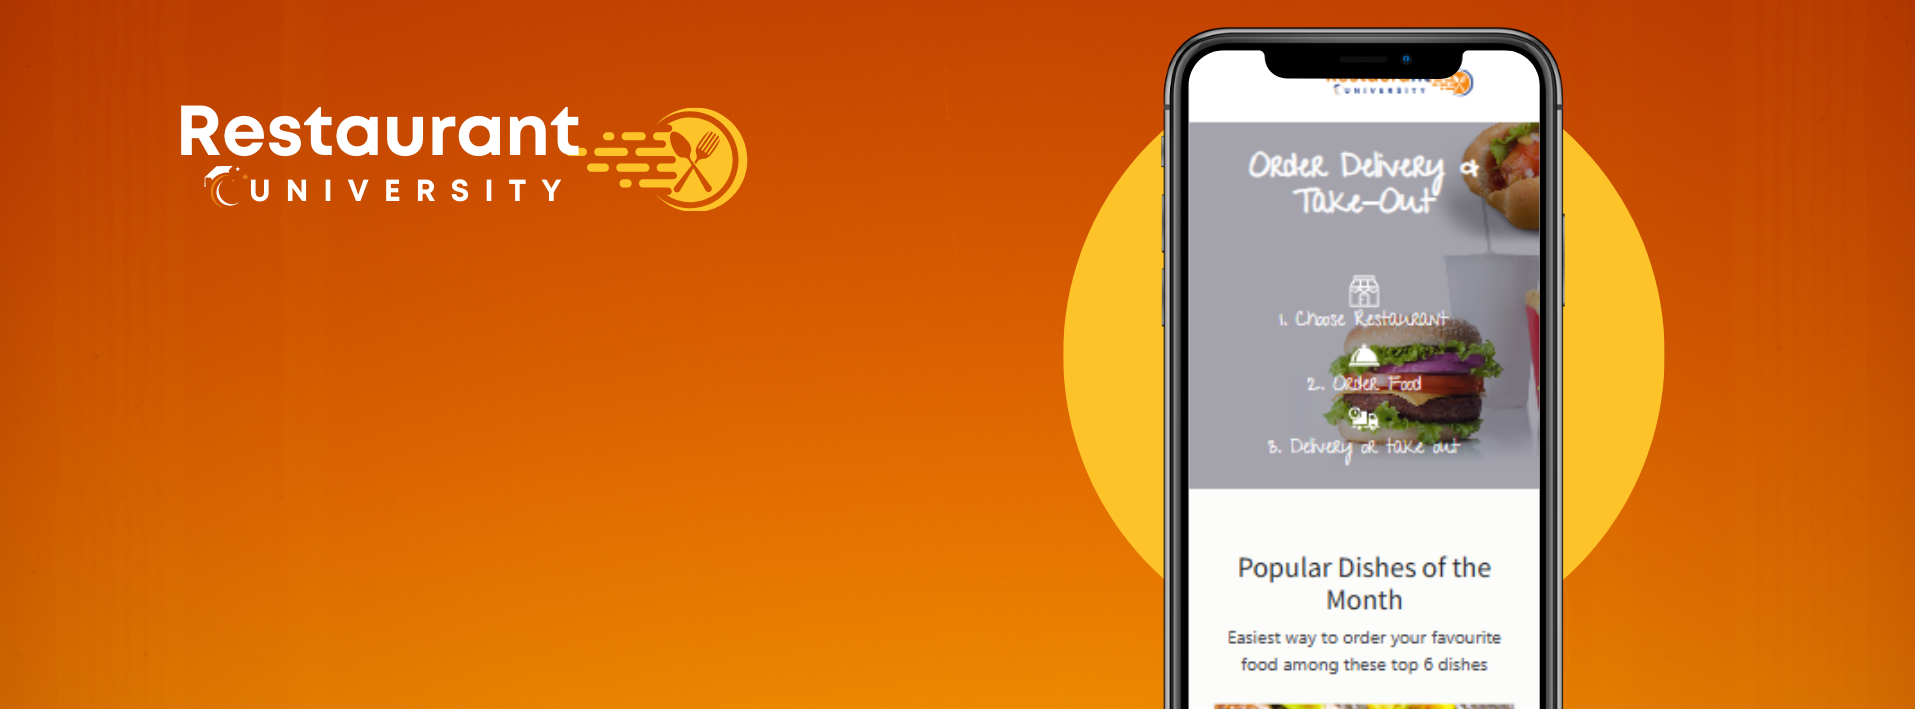 Restaurant
UNIVERSITY
UNIVERSITY
Order Delivery &
Take-Out
1. Choose Restaurant
2. Order Food
3. Delivery or take out
Popular Dishes of the
Month
Easiest way to order your favourite
food among these top 6 dishes